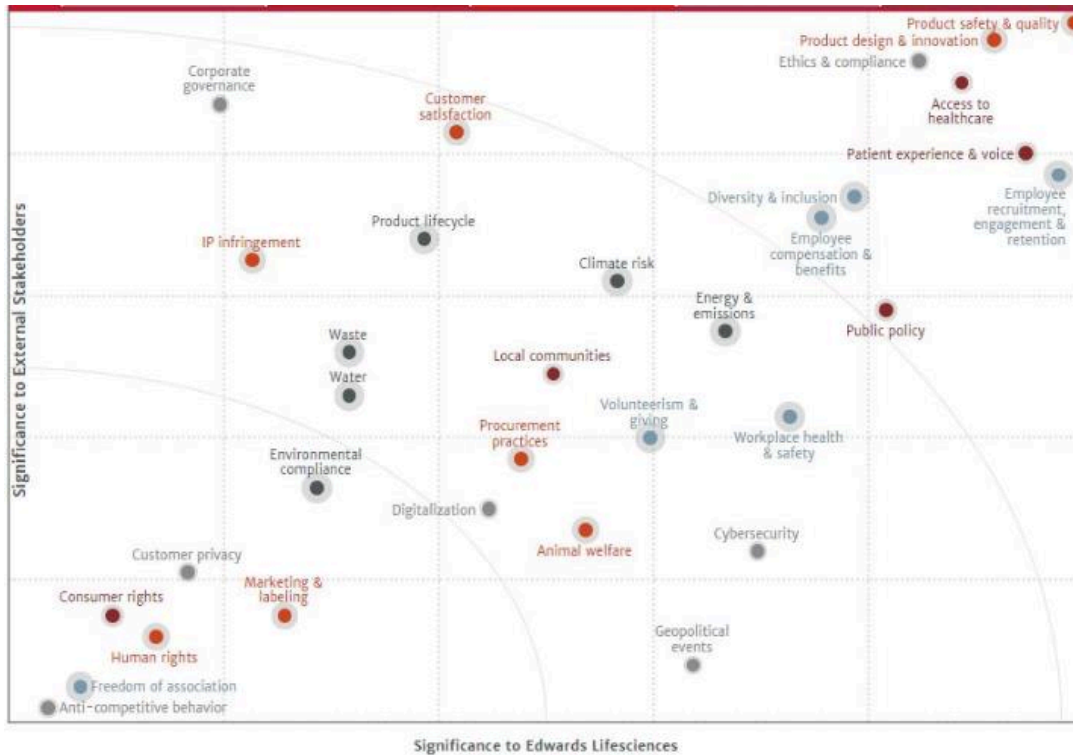 Product safety & quality
Product design & innovation
Ethics & compliance
Corporate
governance
Customer
satisfaction
Access to
healthcare
Patient experience & voice
Diversity & inclusion
Employee
recruitment,
engagement &
retention
Product lifecycle
IP infringement
Employee
compensation &
benefits
Climate risk
Energy &
emissions
Public policy
Waste
Local communities
Water
Volunteerism &
giving
Procurement
practices
Workplace health
& safety
Environmental
compliance
Digitalization
Cybersecurity
Animal welfare
Customer privacy
Marketing &
labeling
Consumer rights
Human rights
Geopolitical
events
Freedom of association
Anti-competitive behavior
Significance to External Stakeholders
Significance to Edwards Lifesciences